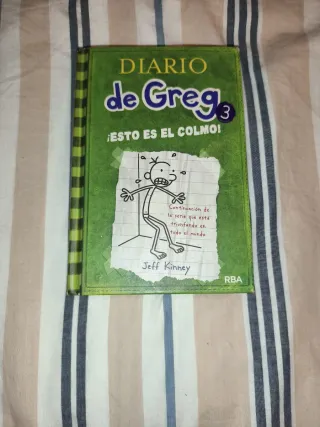 DIARIO
de Greg 3
¡ESTO ES EL COLMO!
Continuación de
la serie que está
triunfando en
todo el mundo
Jeff Kinney
RBA